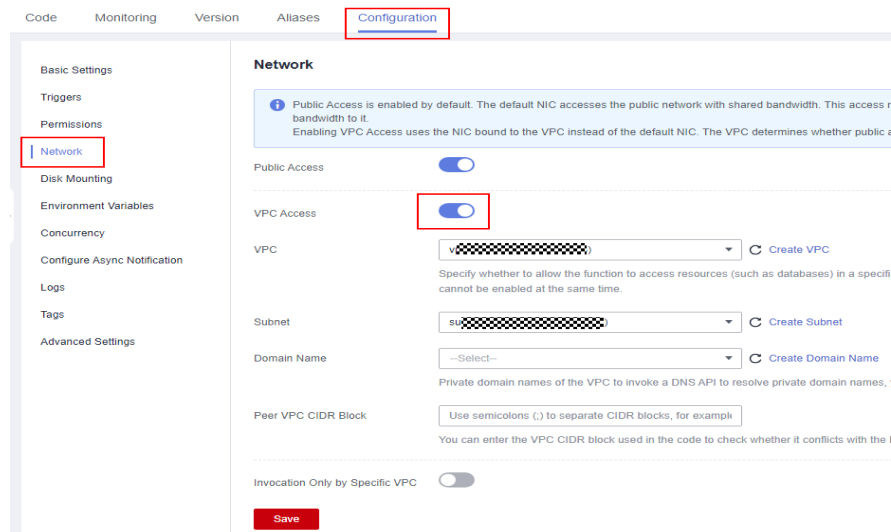 Code Monitoring Version Aliases Configuration
Basic Settings
Triggers
Permissions
Network
Disk Mounting
Environment Variables
Concurrency
Configure Async Notification
Logs
Tags
Advanced Settings
Network
Public Access is enabled by default. The default NIC accesses the public network with shared bandwidth. This access
bandwidth to it.
Enabling VPC Access uses the NIC bound to the VPC instead of the default NIC. The VPC determines whether public
Public Access
VPC Access
VPC
Create VPC
Specify whether to allow the function to access resources (such as databases) in a specifi
cannot be enabled at the same time.
Subnet
su
Create Subnet
Domain Name
--Select--
Create Domain Name
Private domain names of the VPC to invoke a DNS API to resolve private domain names,
Peer VPC CIDR Block
Use semicolons (;) to separate CIDR blocks, for example
You can enter the VPC CIDR block used in the code to check whether it conflicts with the
Invocation Only by Specific VPC
Save